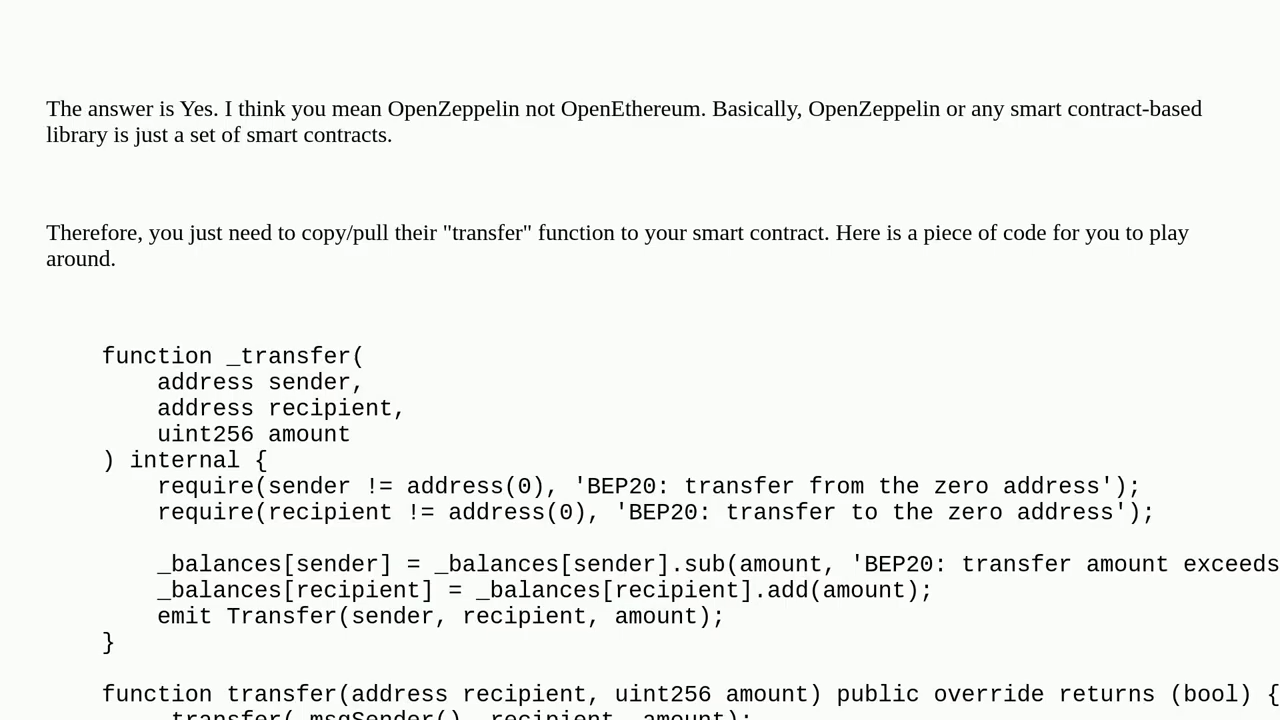 The answer is Yes. I think you mean OpenZeppelin not OpenEthereum. Basically, OpenZeppelin or any smart contract-based
library is just a set of smart contracts.
Therefore, you just need to copy/pull their "transfer" function to your smart contract. Here is a piece of code for you to play
around.
function _transfer(
address sender,
address recipient,
uint256 amount
) internal {
require(sender != address(0), 'BEP20: transfer from the zero address');
require(recipient != address(0), 'BEP20: transfer to the zero address');
_balances[sender] = _balances[sender].sub(amount, 'BEP20: transfer amount exceeds
_balances[recipient] = _balances[recipient].add(amount);
emit Transfer(sender, recipient, amount);
}
function transfer(address recipient, uint256 amount) public override returns (bool) {
_transfer(_msgSender(), recipient, amount);